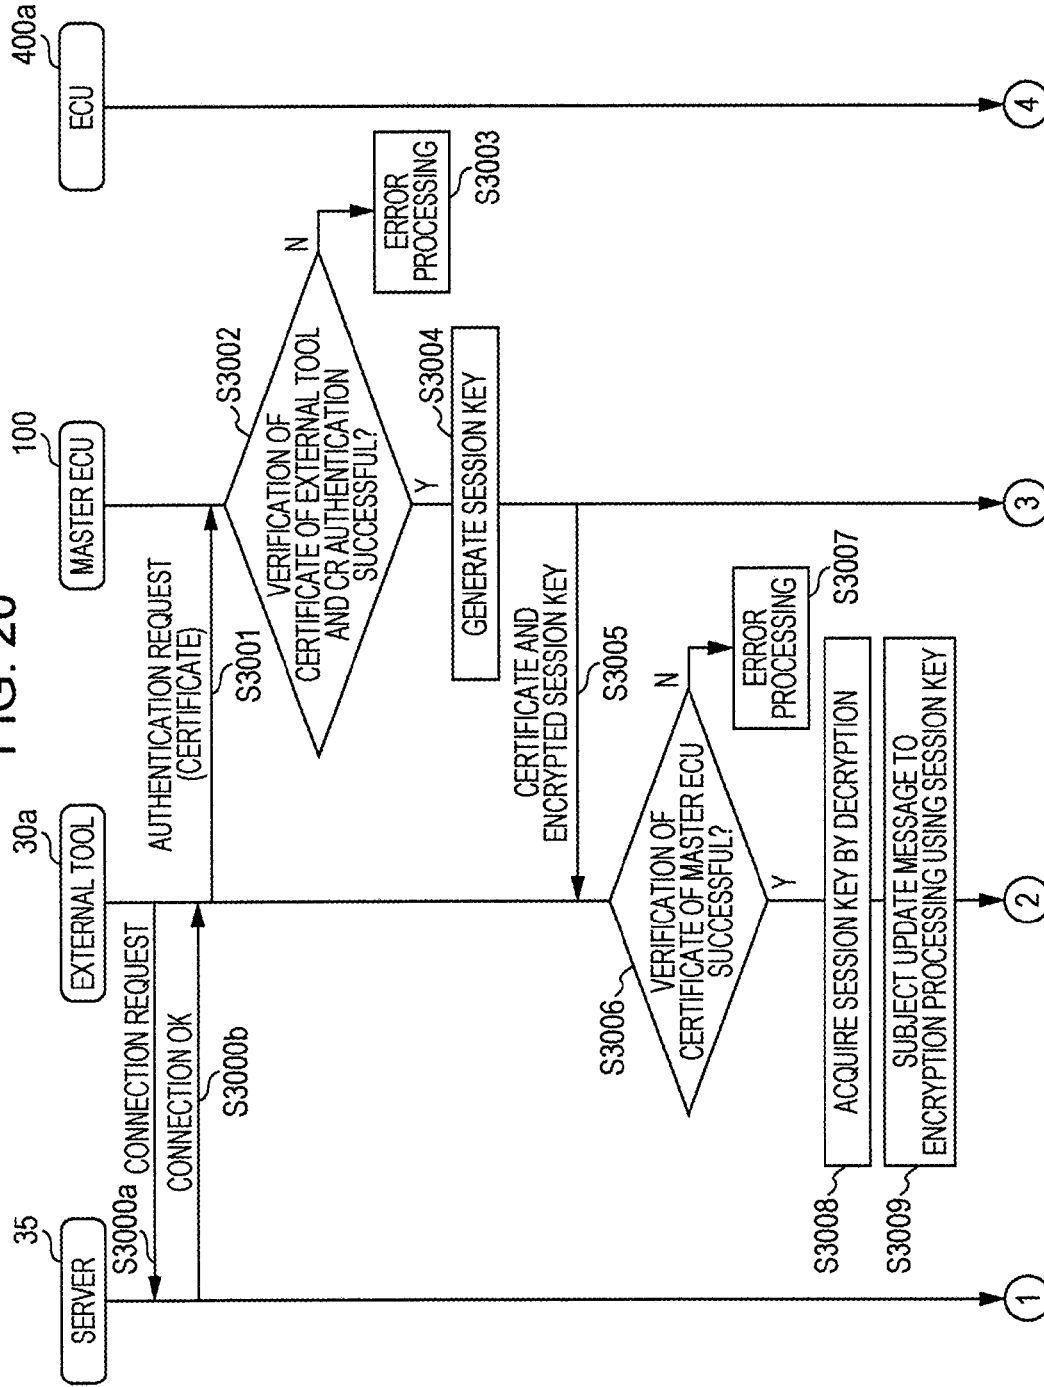 FIG. 20
35
SERVER
30a
EXTERNAL TOOL
100
MASTER ECU
400a
ECU
S3000a
CONNECTION REQUEST
CONNECTION OK
S3000b
AUTHENTICATION REQUEST
(CERTIFICATE)
S3001
S3002
VERIFICATION OF
CERTIFICATE OF EXTERNAL TOOL
AND CR AUTHENTICATION
SUCCESSFUL?
N
ERROR
PROCESSING
S3003
Y
S3004
GENERATE SESSION KEY
CERTIFICATE AND
ENCRYPTED SESSION KEY
S3005
S3006
VERIFICATION OF
CERTIFICATE OF MASTER ECU
SUCCESSFUL?
N
ERROR
PROCESSING
S3007
Y
S3008
ACQUIRE SESSION KEY BY DECRYPTION
S3009
SUBJECT UPDATE MESSAGE TO
ENCRYPTION PROCESSING USING SESSION KEY
1
2
3
4